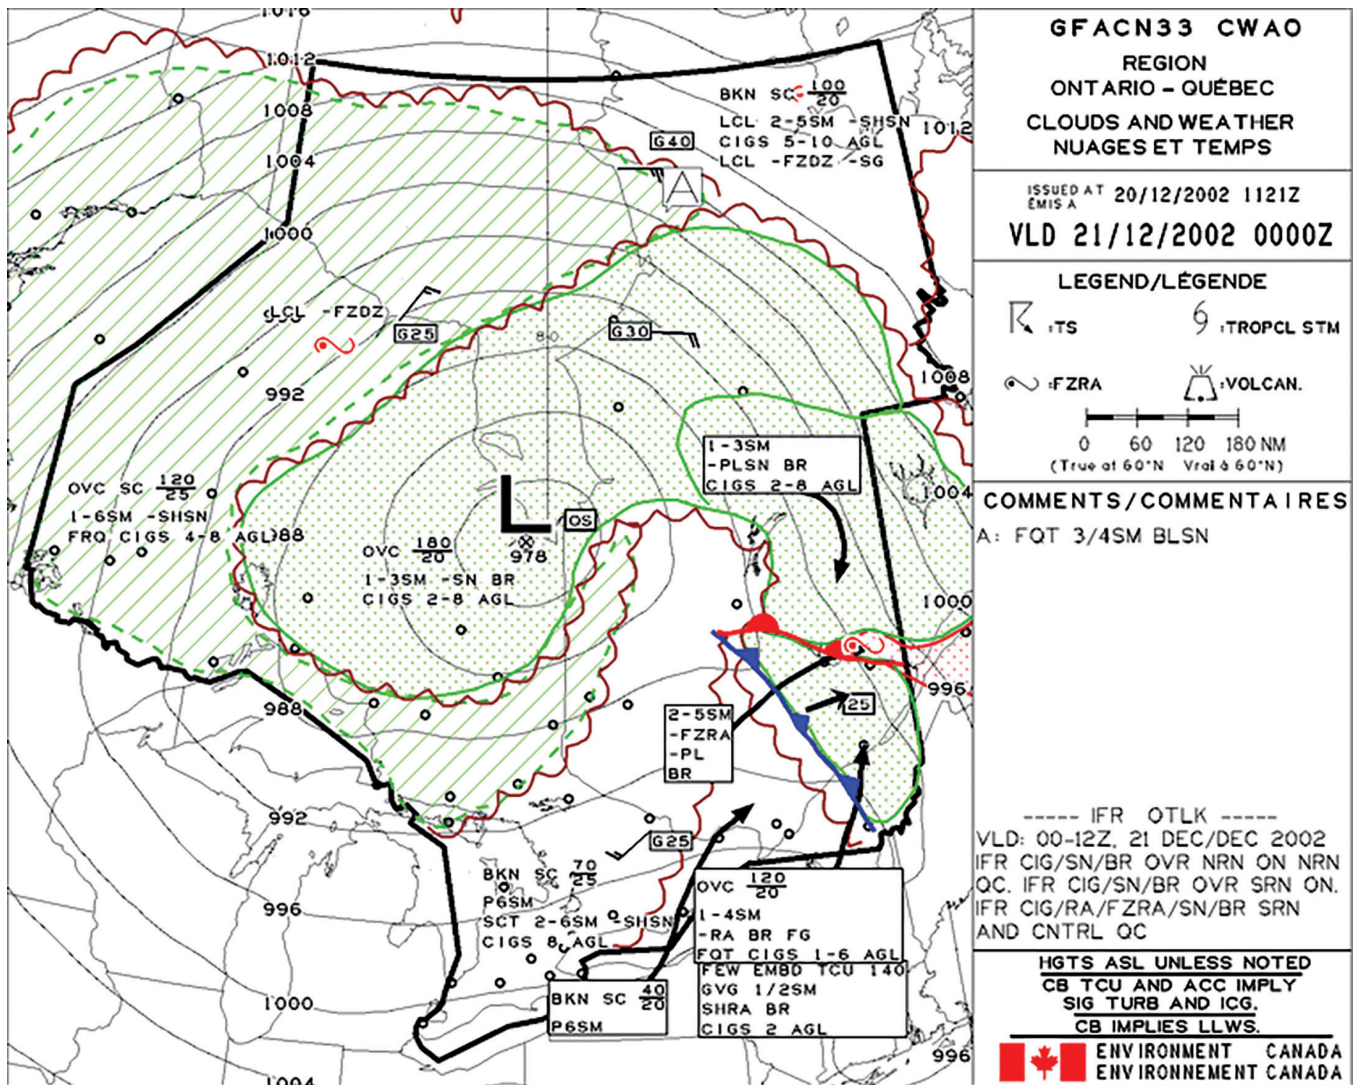 1016
1012
1008
1004
1000
992
988
988
992
996
1000
1004
1012
1008
1004
1000
996
996
BKN SC 100/20
LCL 2-5SM -SHSN
CIGS 5-10 AGL
LCL -FZDZ -SG
G40
A
LCL -FZDZ
G25
G30
80
OVC SC 120/25
1-6SM -SHSN
FRQ CIGS 4-8 AGL
L
OS
978
OVC 180/20
1-3SM -SN BR
CIGS 2-8 AGL
1-3SM
-PLSN BR
CIGS 2-8 AGL
2-5SM
-FZRA
-PL
BR
25
G25
BKN SC 70/25
P6SM
SCT 2-6SM -SHSN
CIGS 8 AGL
BKN SC 40/20
P6SM
OVC 120/20
1-4SM
-RA BR FG
FQT CIGS 1-6 AGL
FEW EMBD TCU 140
GVG 1/2SM
SHRA BR
CIGS 2 AGL
GFACN33 CWAO
REGION
ONTARIO - QUÉBEC
CLOUDS AND WEATHER
NUAGES ET TEMPS
ISSUED AT
ÉMIS A
20/12/2002 1121Z
VLD 21/12/2002 0000Z
LEGEND/LÉGENDE
:TS
:TROPCL STM
:FZRA
:VOLCAN.
0 60 120 180 NM
(True at 60°N Vrai à 60°N)
COMMENTS/COMMENTAIRES
A: FQT 3/4SM BLSN
----- IFR OTLK -----
VLD: 00-12Z, 21 DEC/DEC 2002
IFR CIG/SN/BR OVR NRN ON NRN
QC. IFR CIG/SN/BR OVR SRN ON.
IFR CIG/RA/FZRA/SN/BR SRN
AND CNTRL QC
HGTS ASL UNLESS NOTED
CB TCU AND ACC IMPLY
SIG TURB AND ICG.
CB IMPLIES LLWS.
ENVIRONMENT CANADA
ENVIRONNEMENT CANADA